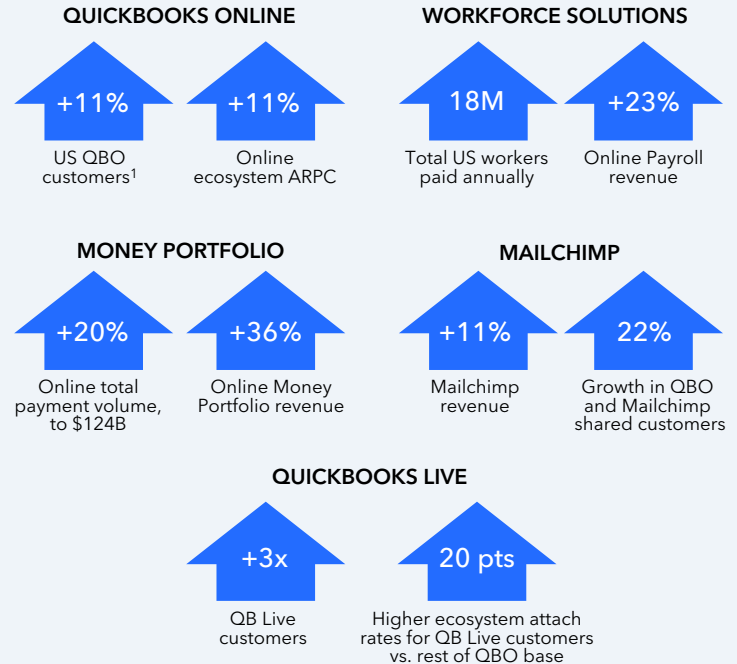 QUICKBOOKS ONLINE
+11%
US QBO
customers1
+11%
Online
ecosystem ARPC
WORKFORCE SOLUTIONS
18M
Total US workers
paid annually
+23%
Online Payroll
revenue
MONEY PORTFOLIO
+20%
Online total
payment volume,
to $124B
+36%
Online Money
Portfolio revenue
MAILCHIMP
+11%
Mailchimp
revenue
22%
Growth in QBO
and Mailchimp
shared customers
QUICKBOOKS LIVE
+3x
QB Live
customers
20 pts
Higher ecosystem attach
rates for QB Live customers
vs. rest of QBO base